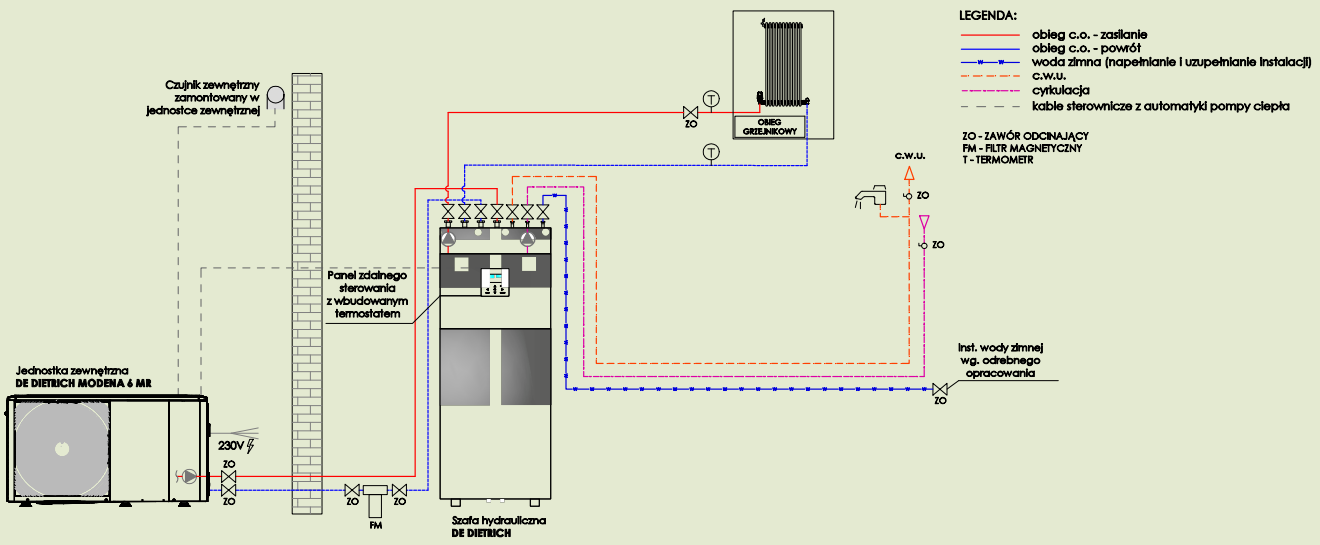 LEGENDA:
obieg c.o. - zasilanie
obieg c.o. - powrót
woda zimna (napełnianie i uzupełnianie instalacji)
c.w.u.
cyrkulacja
kable sterownicze z automatyki pompy ciepła
ZO - ZAWÓR ODCINAJĄCY
FM - FILTR MAGNETYCZNY
T - TERMOMETR
Czujnik zewnętrzny
zamontowany w
jednostce zewnętrznej
T
ZO
OBIEG
GRZEJNIKOWY
T
c.w.u.
ZO
ZO
Panel zdalnego
sterowania
z wbudowanym
termostatem
Inst. wody zimnej
wg. odrębnego
opracowania
ZO
Jednostka zewnętrzna
DE DIETRICH MODENA 6 MR
230V
ZO
ZO
ZO
ZO
FM
Szafa hydrauliczna
DE DIETRICH